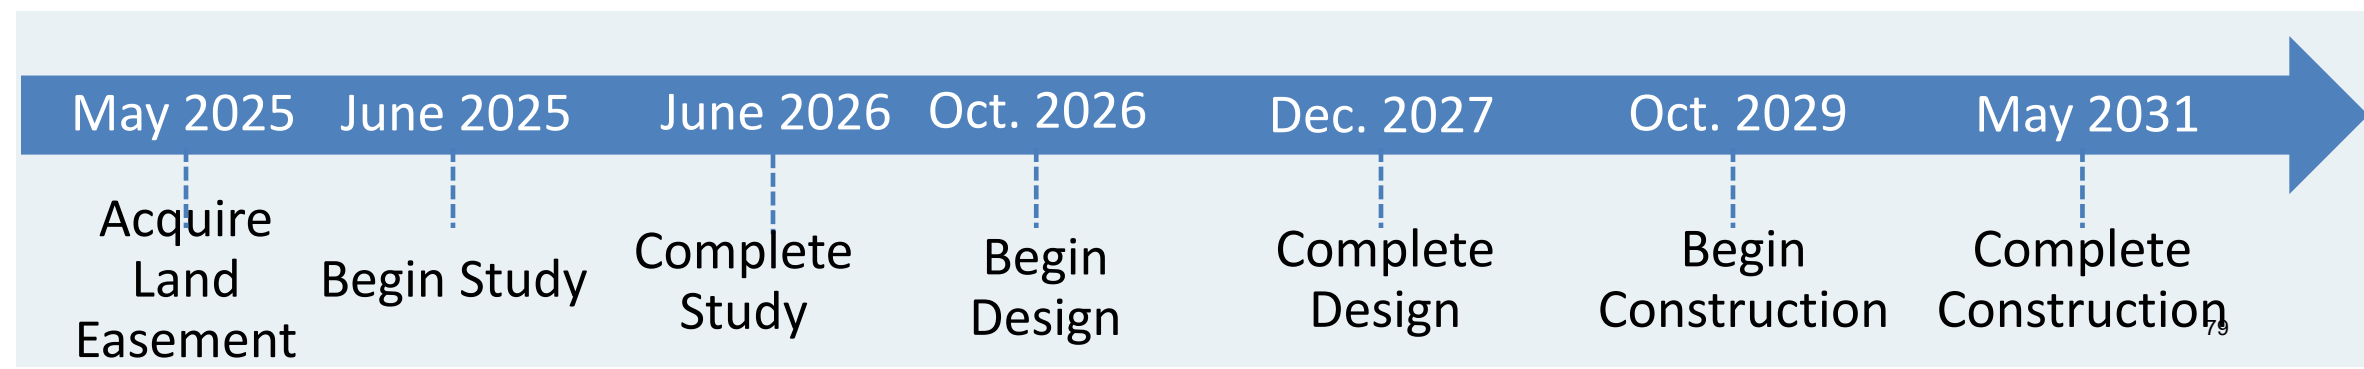 May 2025 June 2025 June 2026 Oct. 2026 Dec. 2027 Oct. 2029 May 2031
Acquire
Land
Easement
Begin Study
Complete
Study
Begin
Design
Complete
Design
Begin
Construction
Complete
Construction
79